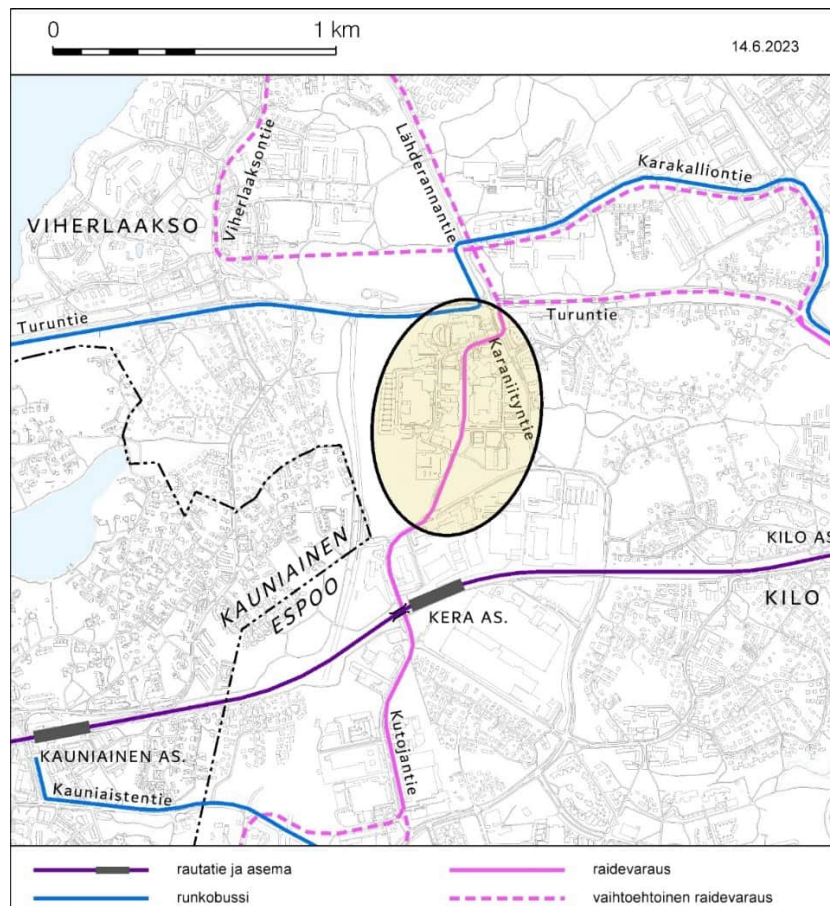 0 1 km
14.6.2023
Lähderannantie
Karakalliontie
Viherlaaksontie
VIHERLAAKSO
Turuntie
Turuntie
Karaniityntie
KAUNIAINEN
ESPOO
KILO AS.
KILO
KERA AS.
KAUNIAINEN AS.
Kutojantie
Kauniaistentie
rautatie ja asema
raidevaraus
runkobussi
vaihtoehtoinen raidevaraus